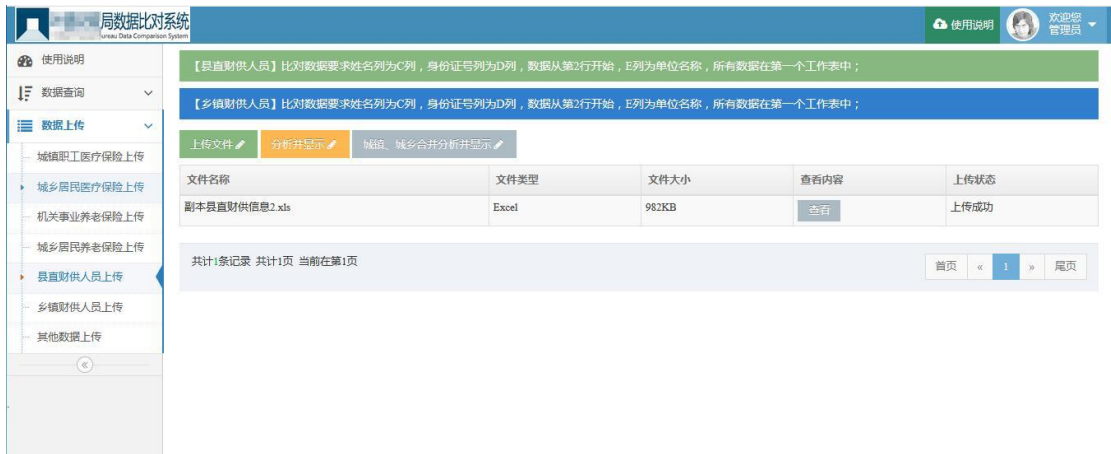 局数据比对系统
ureau Data Comparison System
使用说明
欢迎您
管理员
使用说明
数据查询
数据上传
城镇职工医疗保险上传
城乡居民医疗保险上传
机关事业养老保险上传
城乡居民养老保险上传
县直财供人员上传
乡镇财供人员上传
其他数据上传
【县直财供人员】比对数据要求姓名列为C列，身份证号列为D列，数据从第2行开始，E列为单位名称，所有数据在第一个工作表中；
【乡镇财供人员】比对数据要求姓名列为C列，身份证号列为D列，数据从第2行开始，E列为单位名称，所有数据在第一个工作表中；
上传文件 分析并显示 城镇、城乡合并分析并显示
文件名称 文件类型 文件大小 查看内容 上传状态
副本县直财供信息2.xls Excel 982KB 查看 上传成功
共计1条记录 共计1页 当前在第1页
首页 « 1 » 尾页